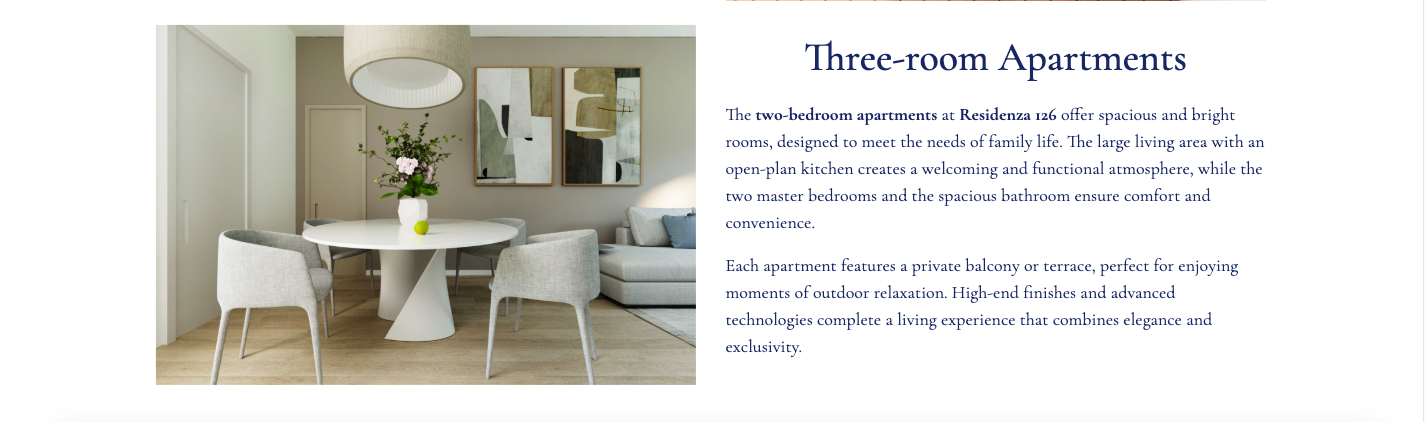 Three-room Apartments
The two-bedroom apartments at Residenza 126 offer spacious and bright
rooms, designed to meet the needs of family life. The large living area with an
open-plan kitchen creates a welcoming and functional atmosphere, while the
two master bedrooms and the spacious bathroom ensure comfort and
convenience.
Each apartment features a private balcony or terrace, perfect for enjoying
moments of outdoor relaxation. High-end finishes and advanced
technologies complete a living experience that combines elegance and
exclusivity.